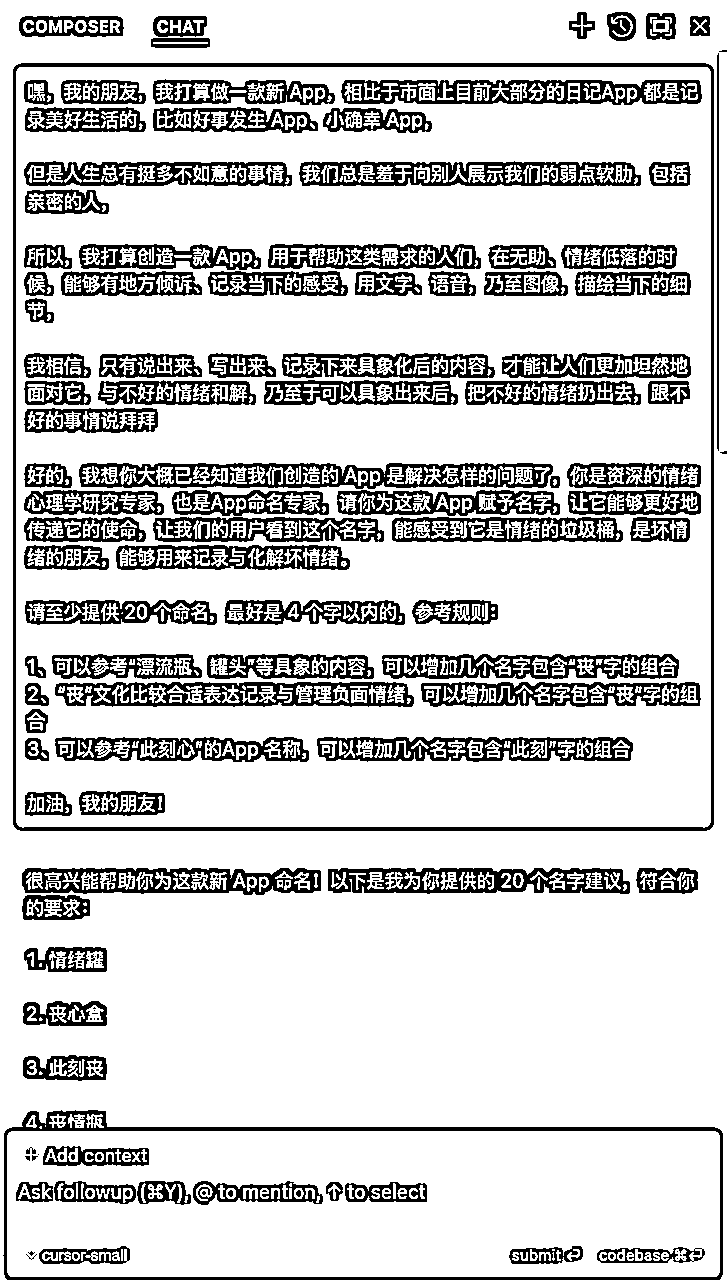 COMPOSER CHAT
嘿，我的朋友，我打算做一款新 App，相比于市面上目前大部分的日记App 都是记
录美好生活的，比如好事发生 App、小确幸 App，
但是人生总有挺多不如意的事情，我们总是羞于向别人展示我们的弱点软肋，包括
亲密的人，
所以，我打算创造一款 App，用于帮助这类需求的人们，在无助、情绪低落的时
候，能够有地方倾诉、记录当下的感受，用文字、语音，乃至图像，描绘当下的细
节，
我相信，只有说出来、写出来、记录下来具象化后的内容，才能让人们更加坦然地
面对它，与不好的情绪和解，乃至于可以具象出来后，把不好的情绪扔出去，跟不
好的事情说拜拜
好的，我想你大概已经知道我们创造的 App 是解决怎样的问题了，你是资深的情绪
心理学研究专家，也是App命名专家，请你为这款 App 赋予名字，让它能够更好地
传递它的使命，让我们的用户看到这个名字，能感受到它是情绪的垃圾桶，是坏情
绪的朋友，能够用来记录与化解坏情绪。
请至少提供 20 个命名，最好是 4 个字以内的，参考规则：
1、可以参考“漂流瓶、罐头”等具象的内容，可以增加几个名字包含“丧”字的组合
2、“丧”文化比较合适表达记录与管理负面情绪，可以增加几个名字包含“丧”字的组
合
3、可以参考“此刻心”的App 名称，可以增加几个名字包含“此刻”字的组合
加油，我的朋友！
很高兴能帮助你为这款新 App 命名！以下是我为你提供的 20 个名字建议，符合你
的要求：
1. 情绪罐
2. 丧心盒
3. 此刻丧
4. 丧情瓶
Add context
Ask followup (⌘Y), @ to mention, ↑ to select
cursor-small submit ⏎ codebase ⌘⏎